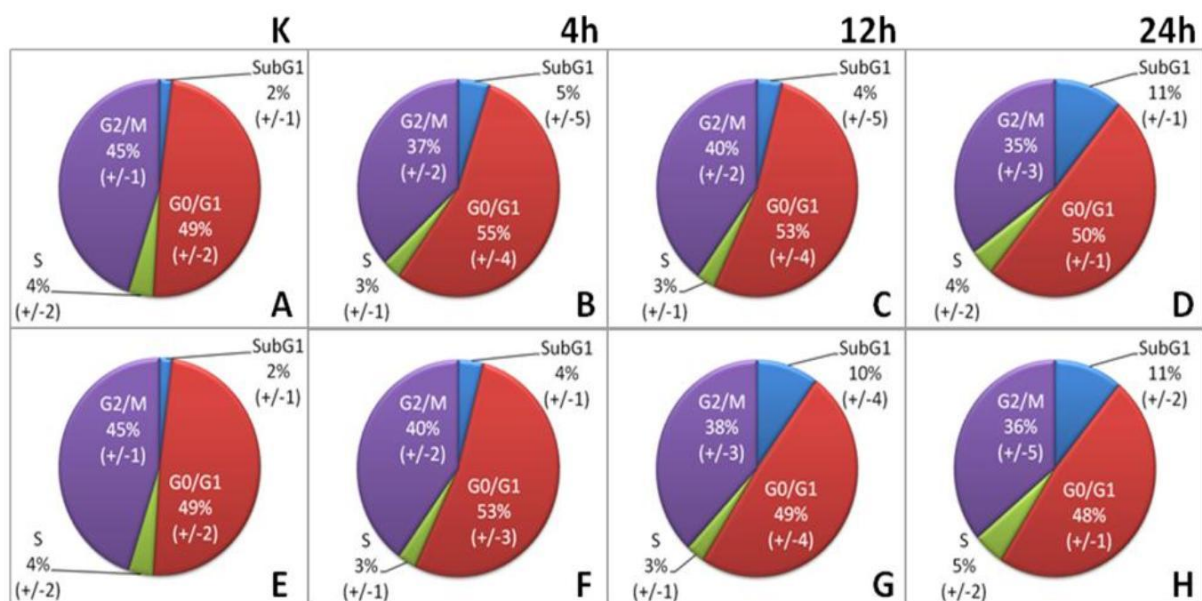 K
4h
12h
24h
SubG1
2%
(+/-1)
G2/M
45%
(+/-1)
G0/G1
49%
(+/-2)
S
4%
(+/-2)
A
SubG1
5%
(+/-5)
G2/M
37%
(+/-2)
G0/G1
55%
(+/-4)
S
3%
(+/-1)
B
SubG1
4%
(+/-5)
G2/M
40%
(+/-2)
G0/G1
53%
(+/-4)
S
3%
(+/-1)
C
SubG1
11%
(+/-1)
G2/M
35%
(+/-3)
G0/G1
50%
(+/-1)
S
4%
(+/-2)
D
SubG1
2%
(+/-1)
G2/M
45%
(+/-1)
G0/G1
49%
(+/-2)
S
4%
(+/-2)
E
SubG1
4%
(+/-1)
G2/M
40%
(+/-2)
G0/G1
53%
(+/-3)
S
3%
(+/-1)
F
SubG1
10%
(+/-4)
G2/M
38%
(+/-3)
G0/G1
49%
(+/-4)
S
3%
(+/-1)
G
SubG1
11%
(+/-2)
G2/M
36%
(+/-5)
G0/G1
48%
(+/-1)
S
5%
(+/-2)
H